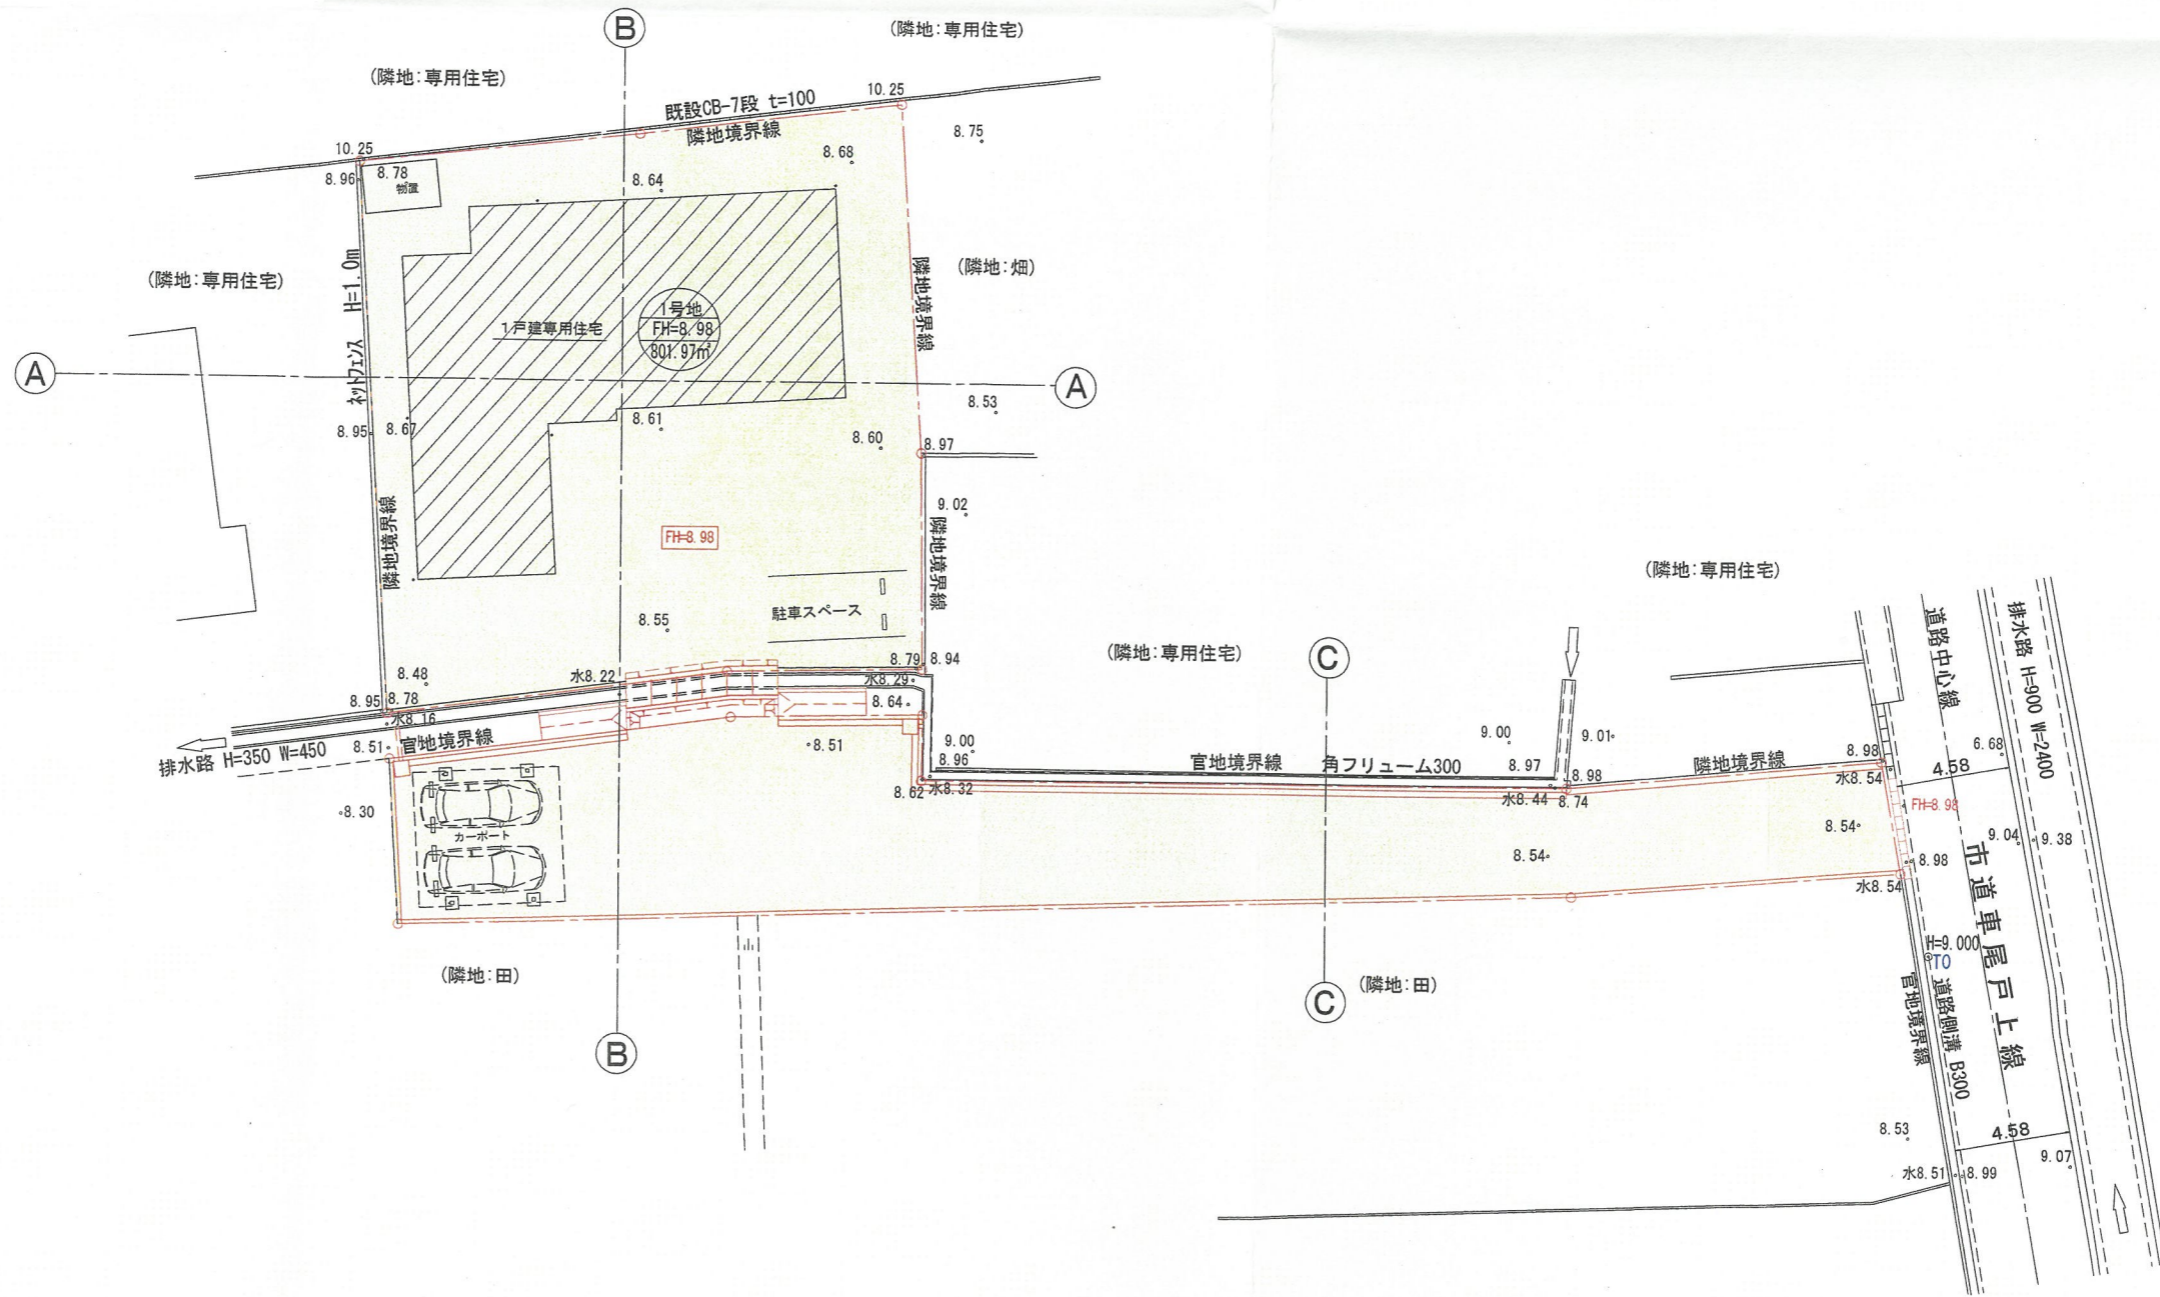 B
(隣地:専用住宅)
(隣地:専用住宅)
既設CB-7段 t=100
10.25
隣地境界線
8.75
10.25
8.68
8.96
8.78
物置
8.64
(隣地:専用住宅)
ネットフェンス H=1.0m
隣地境界線
(隣地:畑)
1号地
FH=8.98
801.97㎡
1戸建専用住宅
A
A
8.53
8.95
8.67
8.61
8.60
8.97
隣地境界線
9.02
FH=8.98
隣地境界線
(隣地:専用住宅)
駐車スペース
8.55
(隣地:専用住宅)
C
8.79
8.94
8.48
水8.22
水8.29
8.95
8.78
8.64
水8.16
8.51
官地境界線
排水路 H=350 W=450
8.51
9.00
8.96
官地境界線
角フリューム300
9.00
9.01
8.97
8.98
隣地境界線
8.98
水8.54
8.62
水8.32
水8.44
8.74
8.30
カーポート
8.54
8.54
道路中心線
排水路 H=900 W=2400
6.68
4.58
FH=8.98
9.04
9.38
8.98
水8.54
市道車尾戸上線
H=9.000
T0
(隣地:田)
(隣地:田)
C
B
官地境界線
道路側溝 B300
8.53
4.58
9.07
水8.51
8.99